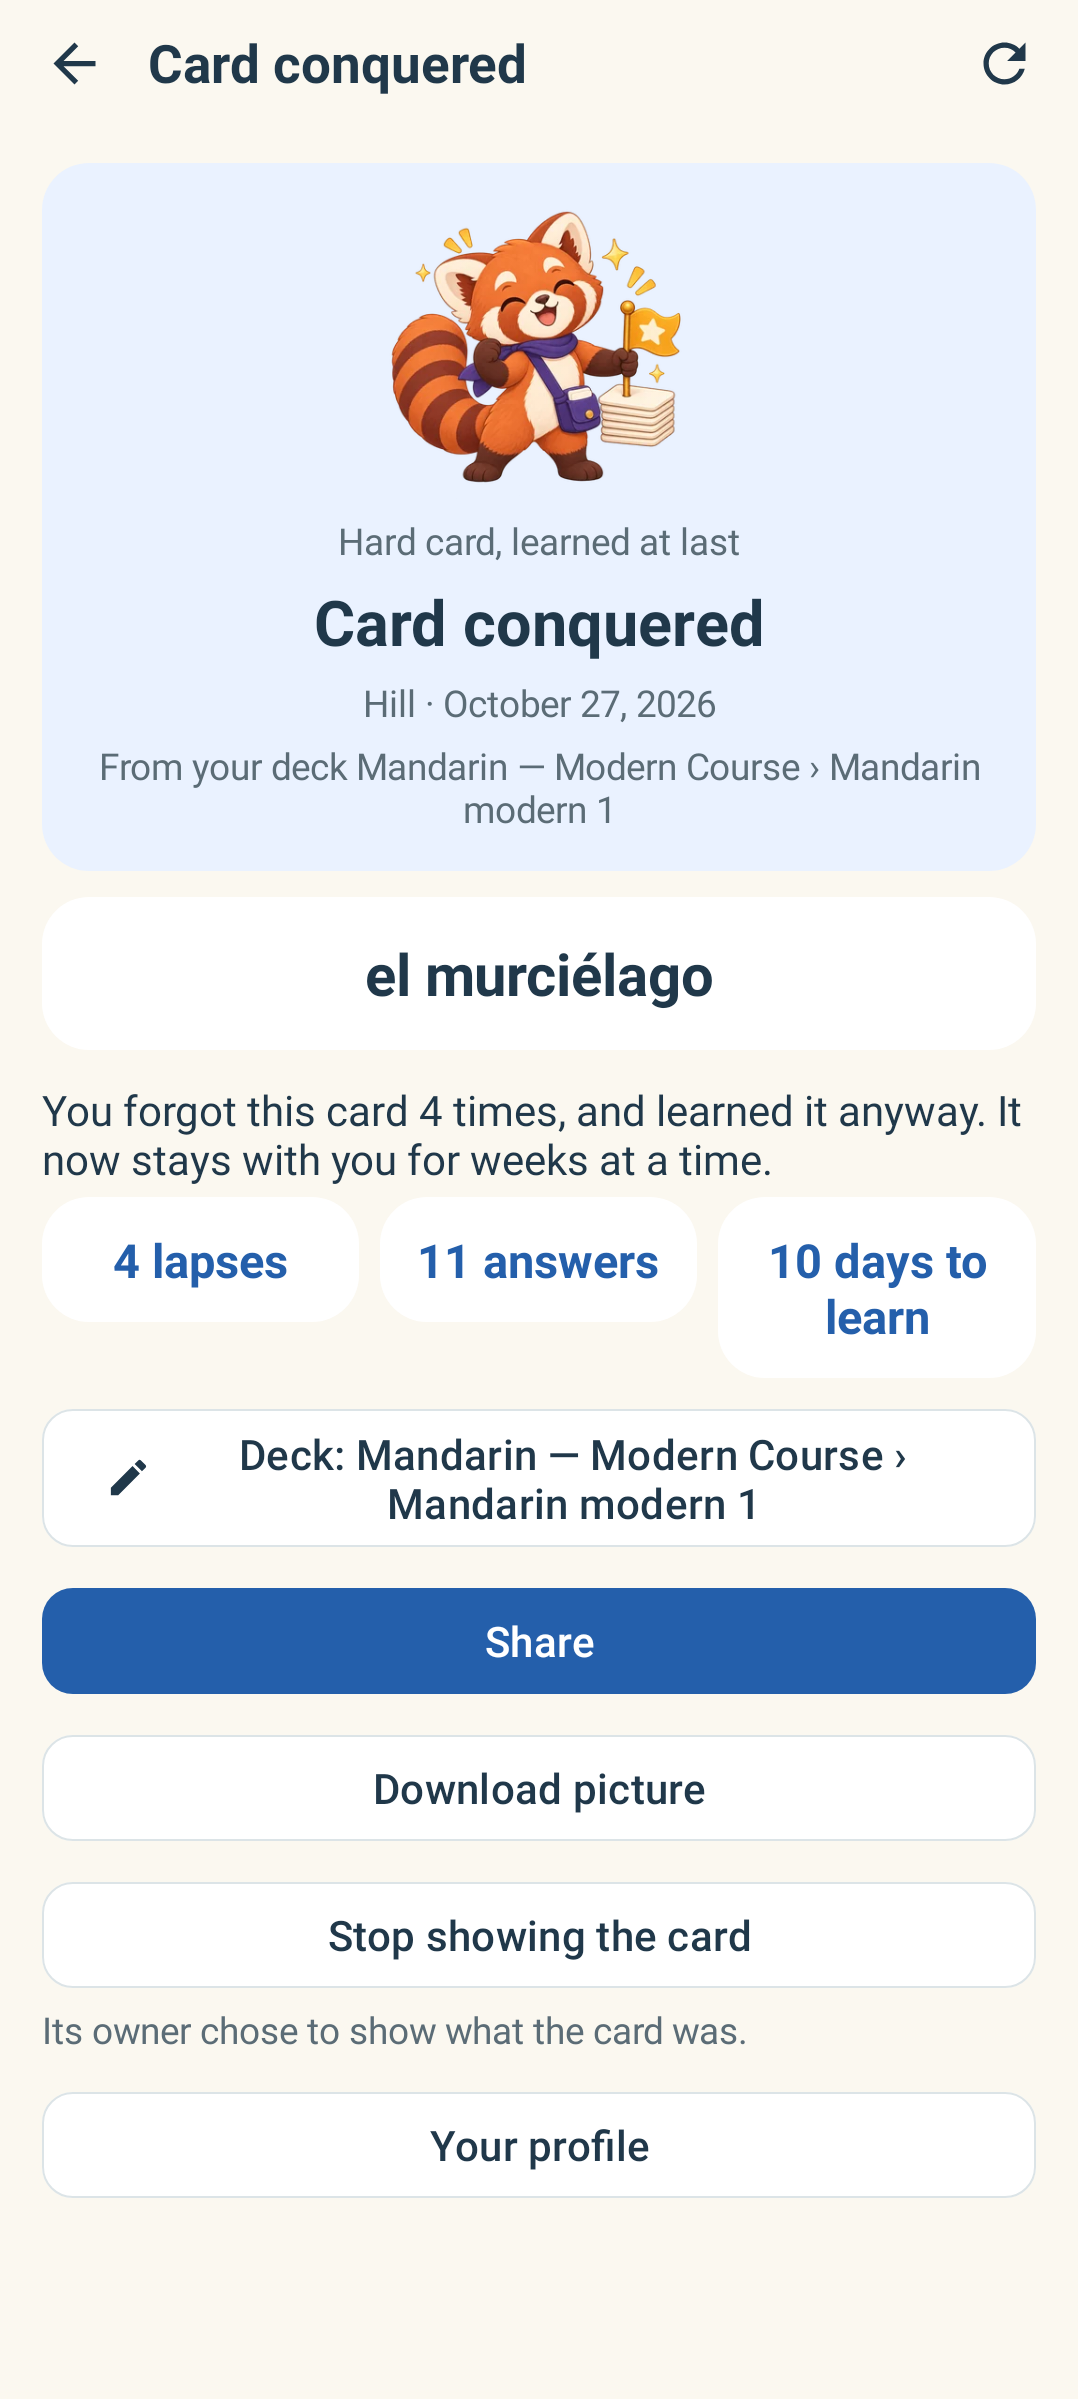 Card conquered
Hard card, learned at last
Card conquered
Hill · October 27, 2026
From your deck Mandarin — Modern Course › Mandarin
modern 1
el murciélago
You forgot this card 4 times, and learned it anyway. It
now stays with you for weeks at a time.
4 lapses
11 answers
10 days to
learn
Deck: Mandarin — Modern Course ›
Mandarin modern 1
Share
Download picture
Stop showing the card
Its owner chose to show what the card was.
Your profile